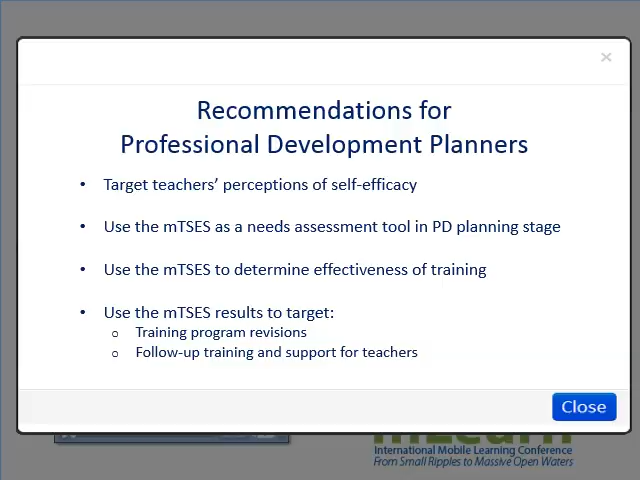 ×
Recommendations for
Professional Development Planners
• Target teachers’ perceptions of self-efficacy
• Use the mTSES as a needs assessment tool in PD planning stage
• Use the mTSES to determine effectiveness of training
• Use the mTSES results to target:
o Training program revisions
o Follow-up training and support for teachers
Close
mLearn
International Mobile Learning Conference
From Small Ripples to Massive Open Waters